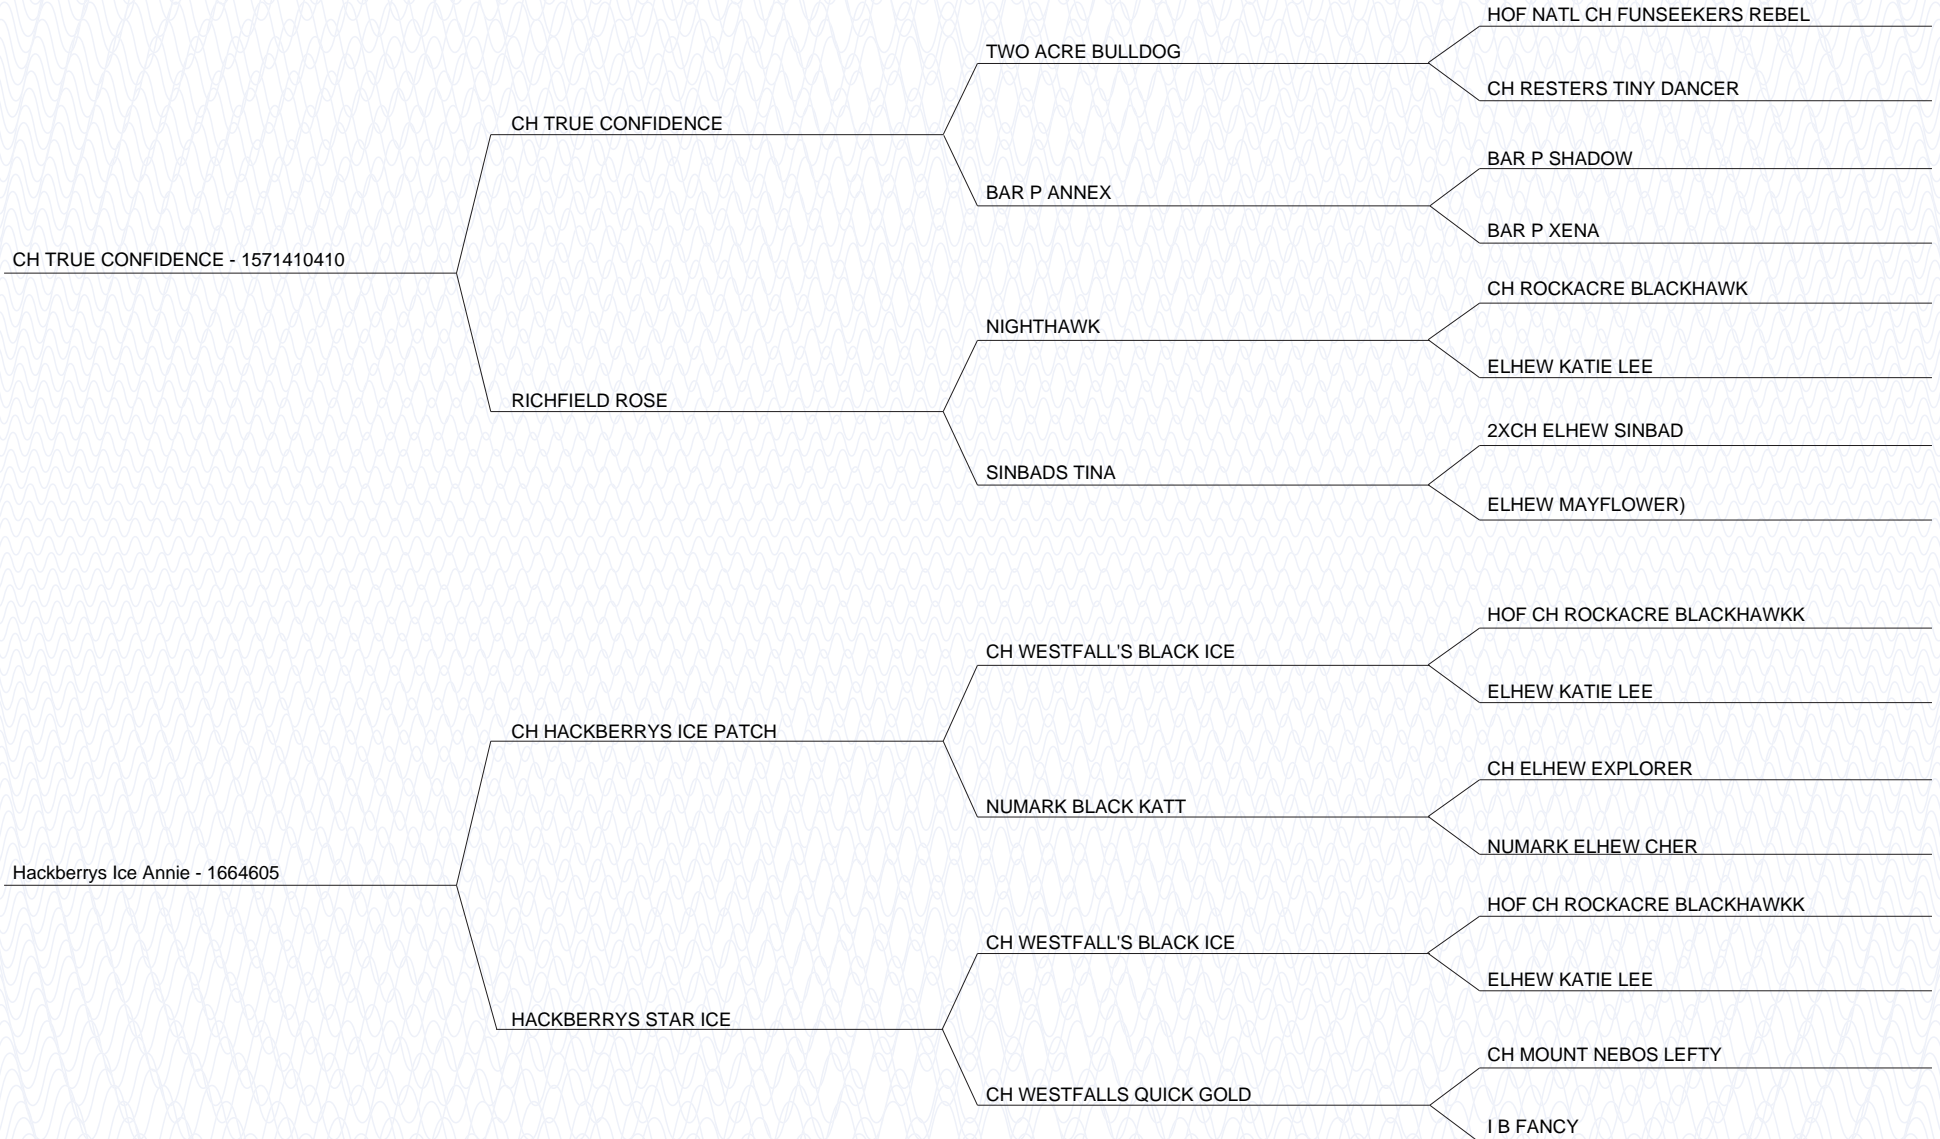 HOF NATL CH FUNSEEKERS REBEL
TWO ACRE BULLDOG
CH RESTERS TINY DANCER
CH TRUE CONFIDENCE
BAR P SHADOW
BAR P ANNEX
BAR P XENA
CH TRUE CONFIDENCE - 1571410410
CH ROCKACRE BLACKHAWK
NIGHTHAWK
ELHEW KATIE LEE
RICHFIELD ROSE
2XCH ELHEW SINBAD
SINBADS TINA
ELHEW MAYFLOWER)
HOF CH ROCKACRE BLACKHAWKK
CH WESTFALL'S BLACK ICE
ELHEW KATIE LEE
CH HACKBERRYS ICE PATCH
CH ELHEW EXPLORER
NUMARK BLACK KATT
NUMARK ELHEW CHER
Hackberrys Ice Annie - 1664605
HOF CH ROCKACRE BLACKHAWKK
CH WESTFALL'S BLACK ICE
ELHEW KATIE LEE
HACKBERRYS STAR ICE
CH MOUNT NEBOS LEFTY
CH WESTFALLS QUICK GOLD
I B FANCY